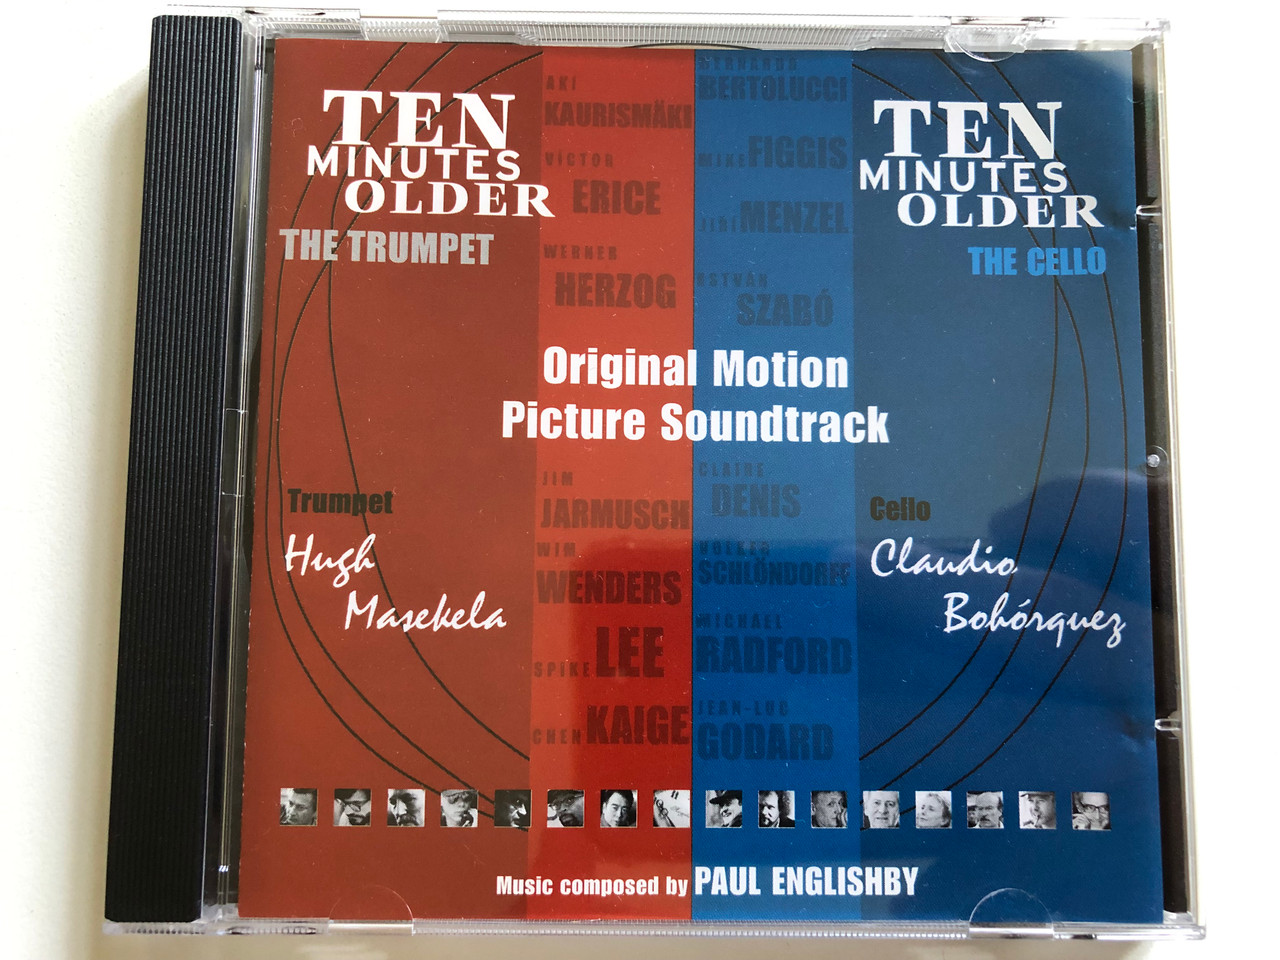 TEN
MINUTES
OLDER
THE TRUMPET
AKI
KAURISMÄKI
VÍCTOR
ERICE
WERNER
HERZOG
BERNARDO
BERTOLUCCI
MIKE FIGGIS
JIŘÍ MENZEL
ISTVÁN
SZABÓ
TEN
MINUTES
OLDER
THE CELLO
Original Motion
Picture Soundtrack
Trumpet
Hugh
Masekela
JIM
JARMUSCH
WIM
WENDERS
SPIKE LEE
CHEN KAIGE
CLAIRE
DENIS
VOLKER
SCHLÖNDORFF
MICHAEL
RADFORD
JEAN-LUC
GODARD
Cello
Claudio
Bohórquez
Music composed by PAUL ENGLISHBY